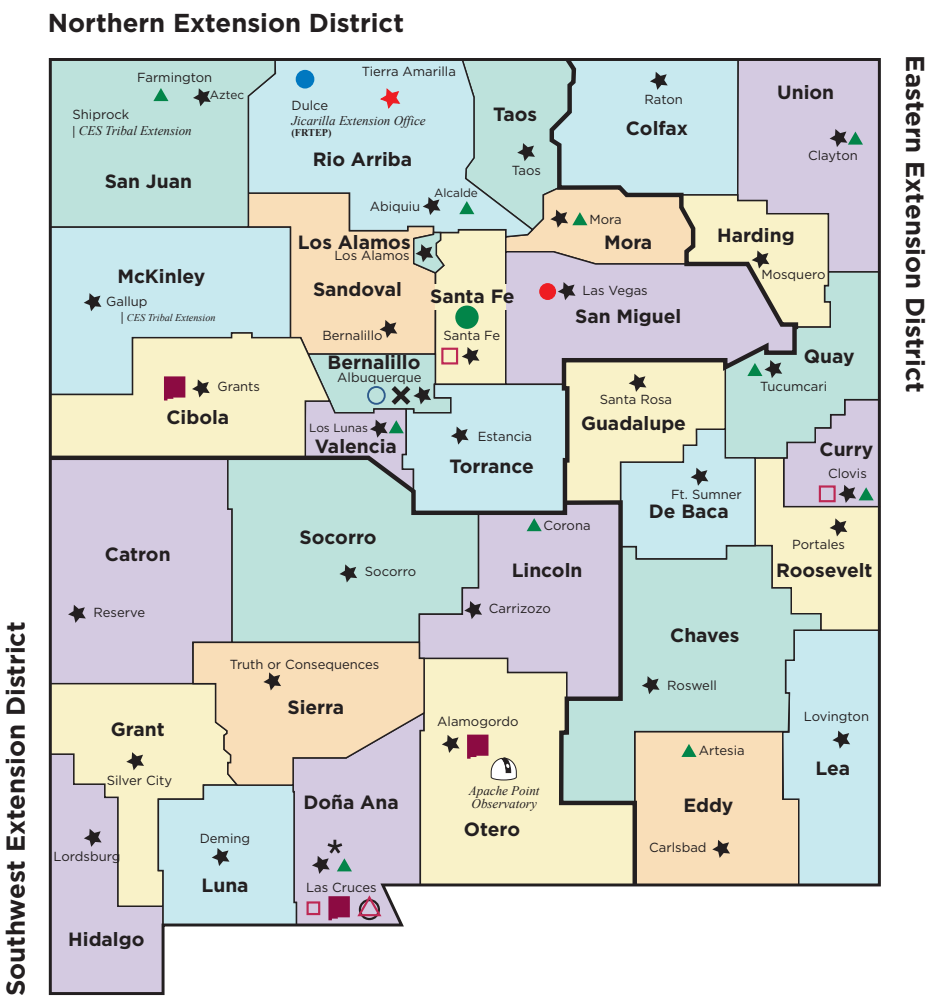 Northern Extension District
Eastern Extension District
Southwest Extension District
Farmington
Aztec
Shiprock
| CES Tribal Extension
San Juan
Dulce
Jicarilla Extension Office
(FRTEP)
Tierra Amarilla
Rio Arriba
Abiquiu
Alcalde
Taos
Taos
Raton
Colfax
Union
Clayton
McKinley
Gallup
| CES Tribal Extension
Los Alamos
Los Alamos
Sandoval
Bernalillo
Santa Fe
Santa Fe
Mora
Mora
Harding
Mosquero
Las Vegas
San Miguel
Quay
Tucumcari
Grants
Cibola
Bernalillo
Albuquerque
Los Lunas
Valencia
Estancia
Torrance
Santa Rosa
Guadalupe
Curry
Clovis
Ft. Sumner
De Baca
Portales
Roosevelt
Catron
Reserve
Socorro
Socorro
Corona
Lincoln
Carrizozo
Chaves
Roswell
Truth or Consequences
Sierra
Grant
Silver City
Alamogordo
Apache Point
Observatory
Otero
Artesia
Eddy
Carlsbad
Lovington
Lea
Lordsburg
Hidalgo
Deming
Luna
Doña Ana
*
Las Cruces